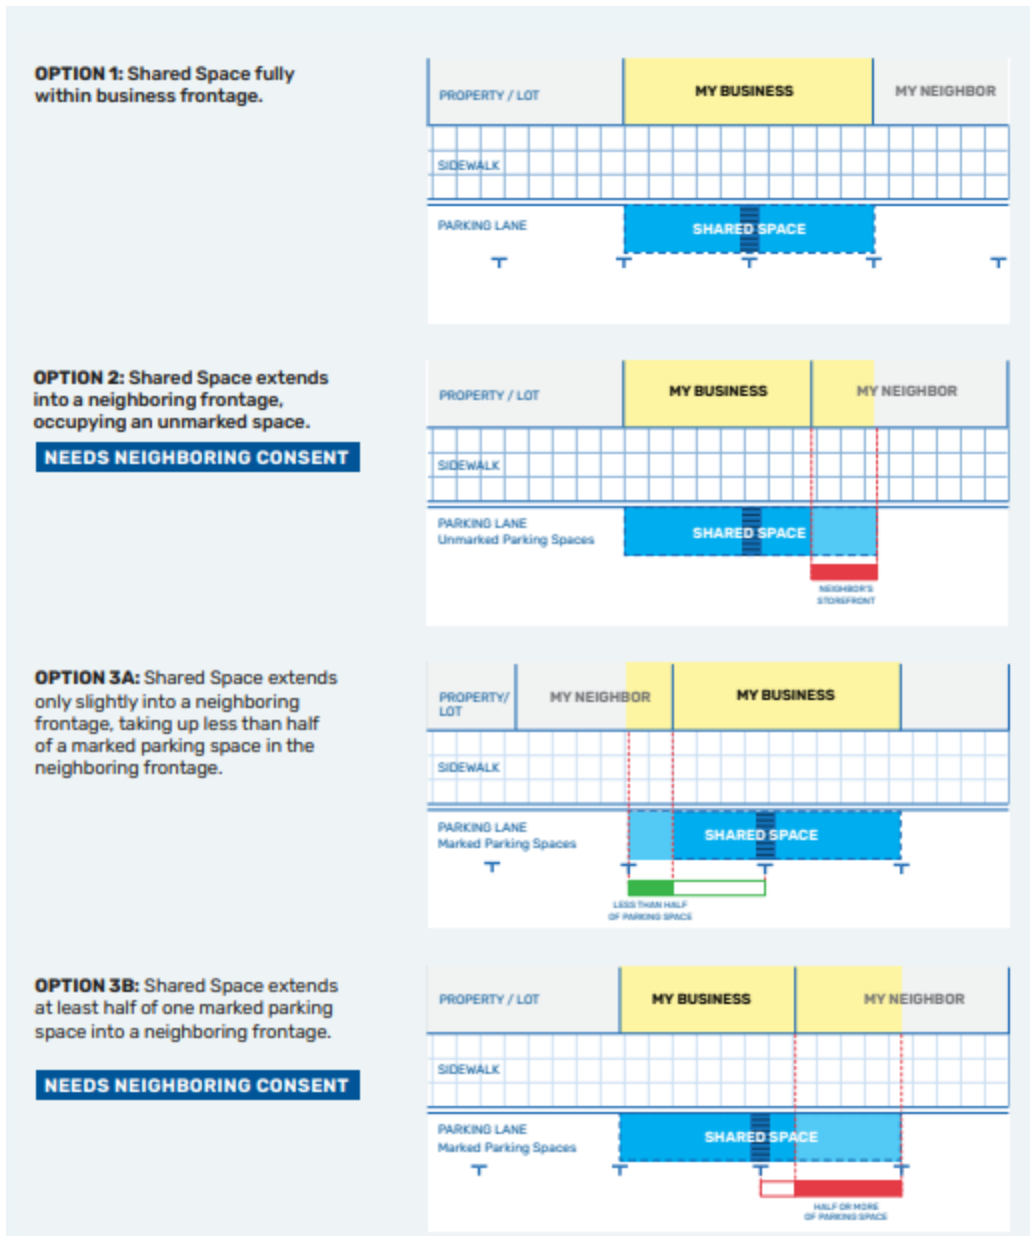 OPTION 1: Shared Space fully
within business frontage.
PROPERTY / LOT
MY BUSINESS
MY NEIGHBOR
SIDEWALK
PARKING LANE
SHARED SPACE
OPTION 2: Shared Space extends
into a neighboring frontage,
occupying an unmarked space.
NEEDS NEIGHBORING CONSENT
PROPERTY / LOT
MY BUSINESS
MY NEIGHBOR
SIDEWALK
PARKING LANE
Unmarked Parking Spaces
SHARED SPACE
NEIGHBOR'S
STOREFRONT
OPTION 3A: Shared Space extends
only slightly into a neighboring
frontage, taking up less than half
of a marked parking space in the
neighboring frontage.
PROPERTY/
LOT
MY NEIGHBOR
MY BUSINESS
SIDEWALK
PARKING LANE
Marked Parking Spaces
SHARED SPACE
LESS THAN HALF
OF PARKING SPACE
OPTION 3B: Shared Space extends
at least half of one marked parking
space into a neighboring frontage.
NEEDS NEIGHBORING CONSENT
PROPERTY / LOT
MY BUSINESS
MY NEIGHBOR
SIDEWALK
PARKING LANE
Marked Parking Spaces
SHARED SPACE
HALF OR MORE
OF PARKING SPACE